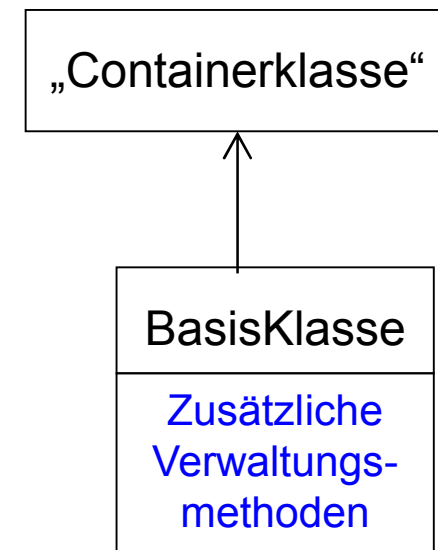 „Containerklasse“
BasisKlasse
Zusätzliche
Verwaltungs-
methoden